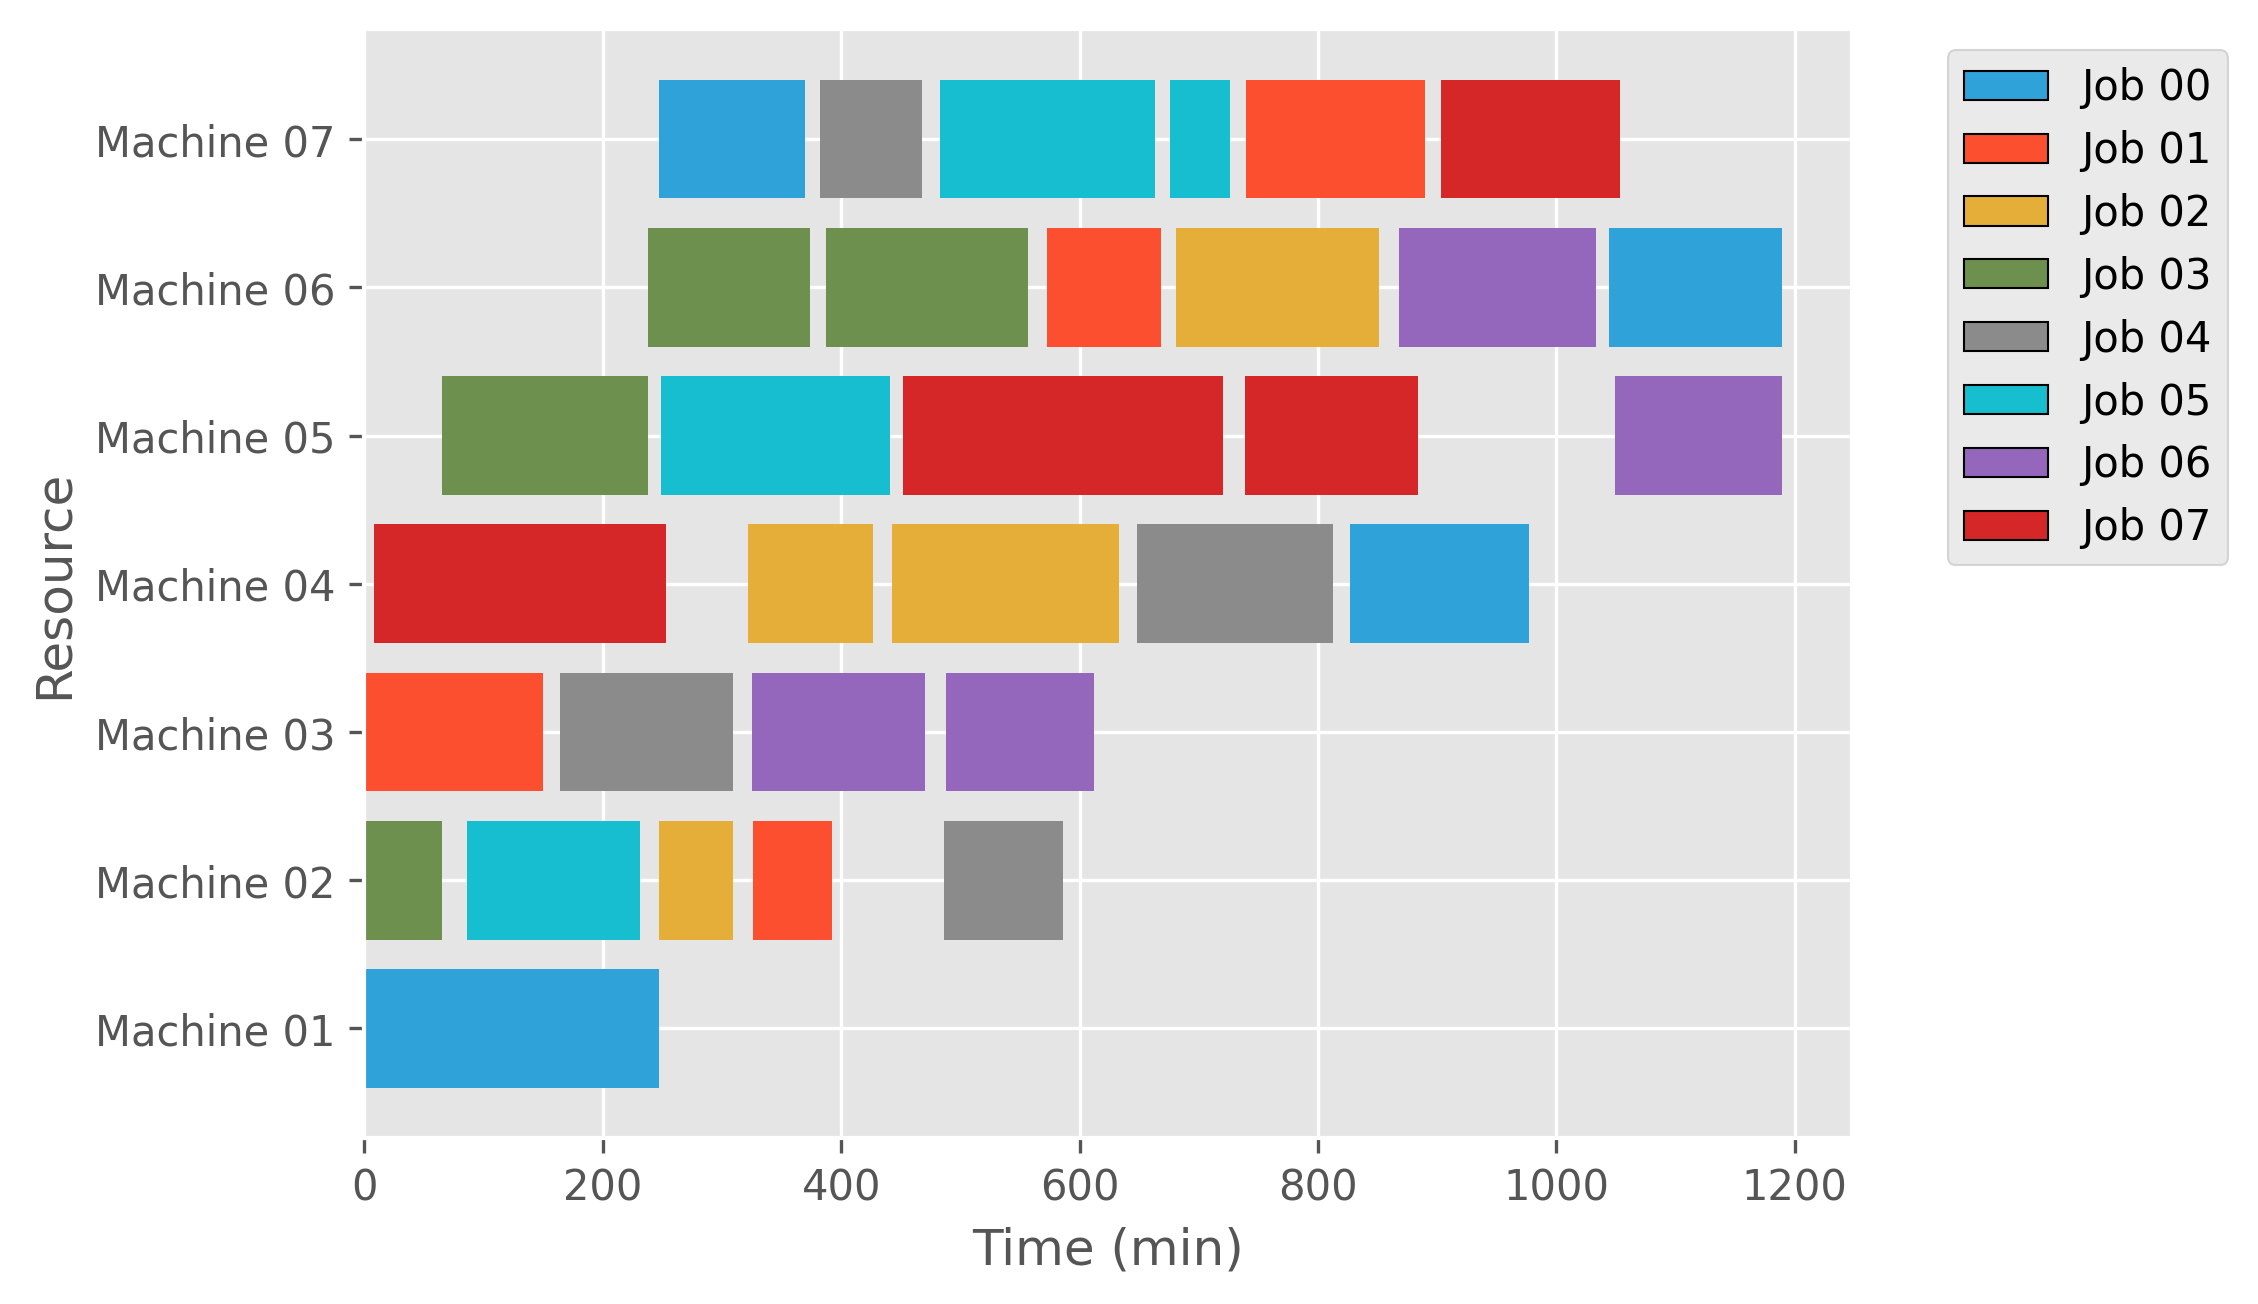 Machine 07
Machine 06
Machine 05
Machine 04
Machine 03
Machine 02
Machine 01
Resource
0 200 400 600 800 1000 1200
Time (min)
Job 00
Job 01
Job 02
Job 03
Job 04
Job 05
Job 06
Job 07